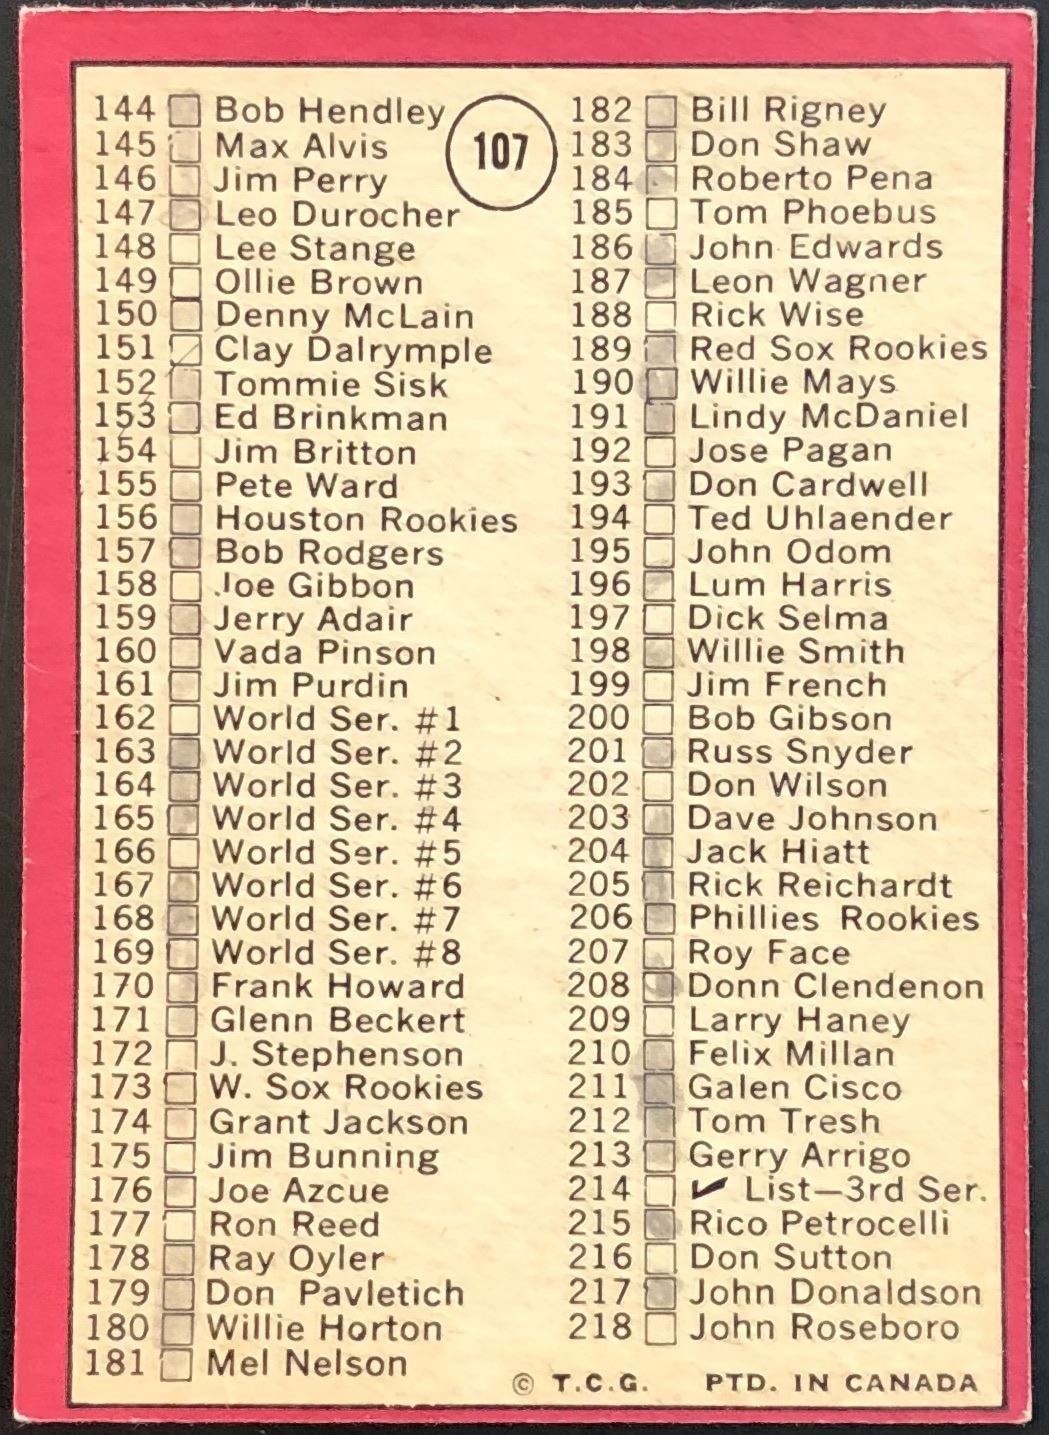 107
144 Bob Hendley
145 Max Alvis
146 Jim Perry
147 Leo Durocher
148 Lee Stange
149 Ollie Brown
150 Denny McLain
151 Clay Dalrymple
152 Tommie Sisk
153 Ed Brinkman
154 Jim Britton
155 Pete Ward
156 Houston Rookies
157 Bob Rodgers
158 Joe Gibbon
159 Jerry Adair
160 Vada Pinson
161 Jim Purdin
162 World Ser. #1
163 World Ser. #2
164 World Ser. #3
165 World Ser. #4
166 World Ser. #5
167 World Ser. #6
168 World Ser. #7
169 World Ser. #8
170 Frank Howard
171 Glenn Beckert
172 J. Stephenson
173 W. Sox Rookies
174 Grant Jackson
175 Jim Bunning
176 Joe Azcue
177 Ron Reed
178 Ray Oyler
179 Don Pavletich
180 Willie Horton
181 Mel Nelson
182 Bill Rigney
183 Don Shaw
184 Roberto Pena
185 Tom Phoebus
186 John Edwards
187 Leon Wagner
188 Rick Wise
189 Red Sox Rookies
190 Willie Mays
191 Lindy McDaniel
192 Jose Pagan
193 Don Cardwell
194 Ted Uhlaender
195 John Odom
196 Lum Harris
197 Dick Selma
198 Willie Smith
199 Jim French
200 Bob Gibson
201 Russ Snyder
202 Don Wilson
203 Dave Johnson
204 Jack Hiatt
205 Rick Reichardt
206 Phillies Rookies
207 Roy Face
208 Donn Clendenon
209 Larry Haney
210 Felix Millan
211 Galen Cisco
212 Tom Tresh
213 Gerry Arrigo
214 ✓ List—3rd Ser.
215 Rico Petrocelli
216 Don Sutton
217 John Donaldson
218 John Roseboro
© T.C.G. PTD. IN CANADA